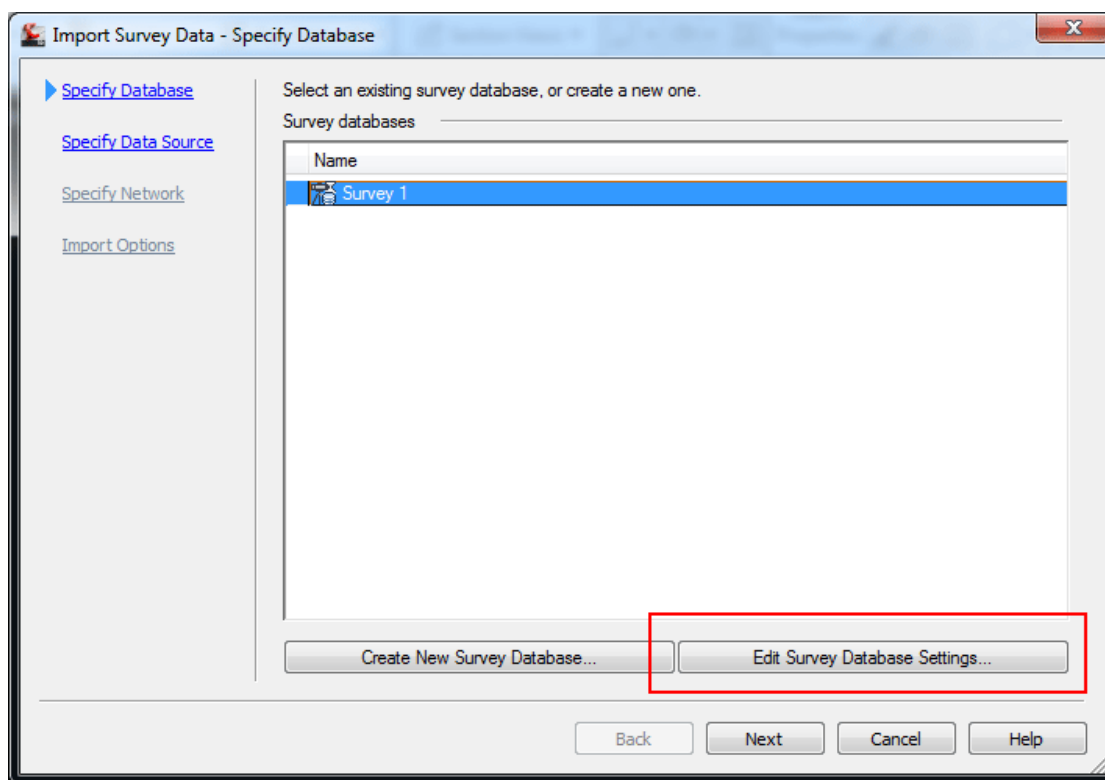 Import Survey Data - Specify Database
Specify Database
Specify Data Source
Specify Network
Import Options
Select an existing survey database, or create a new one.
Survey databases
Name
Survey 1
Create New Survey Database...
Edit Survey Database Settings...
Back
Next
Cancel
Help